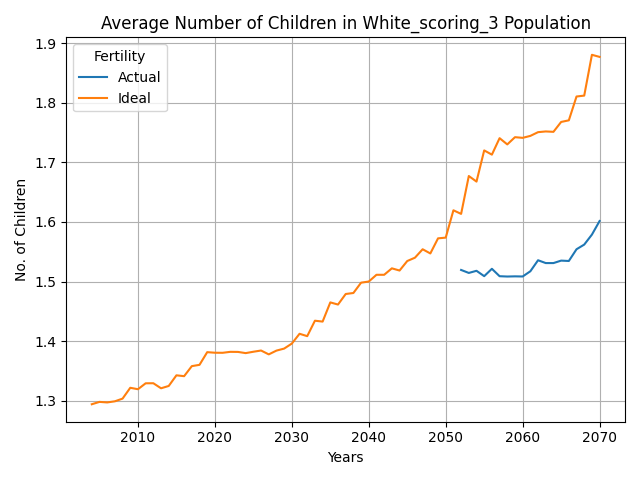 Average Number of Children in White_scoring_3 Population
1.9
1.8
1.7
1.6
1.5
1.4
1.3
No. of Children
Fertility
Actual
Ideal
2010 2020 2030 2040 2050 2060 2070
Years